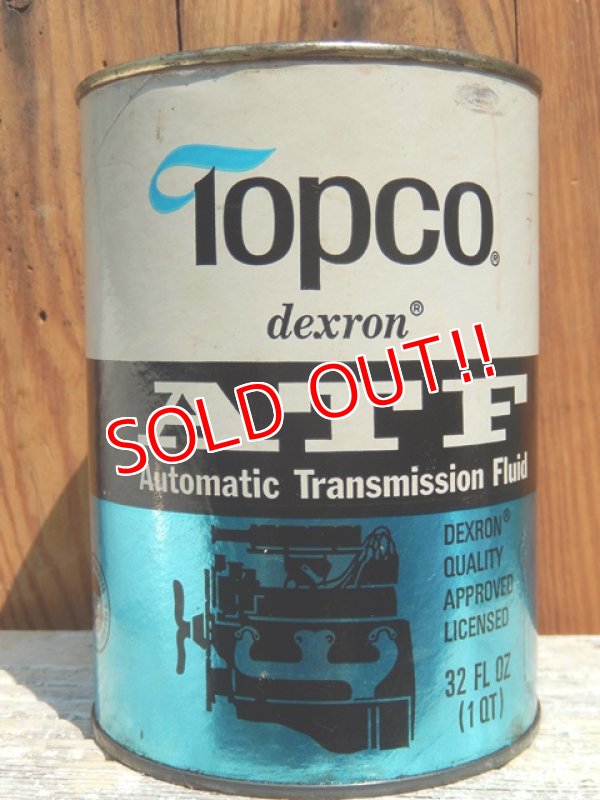 Topco®
dexron®
ATF
SOLD OUT!!
Automatic Transmission Fluid
DEXRON®
QUALITY
APPROVED
LICENSED
32 FL OZ
(1 QT)